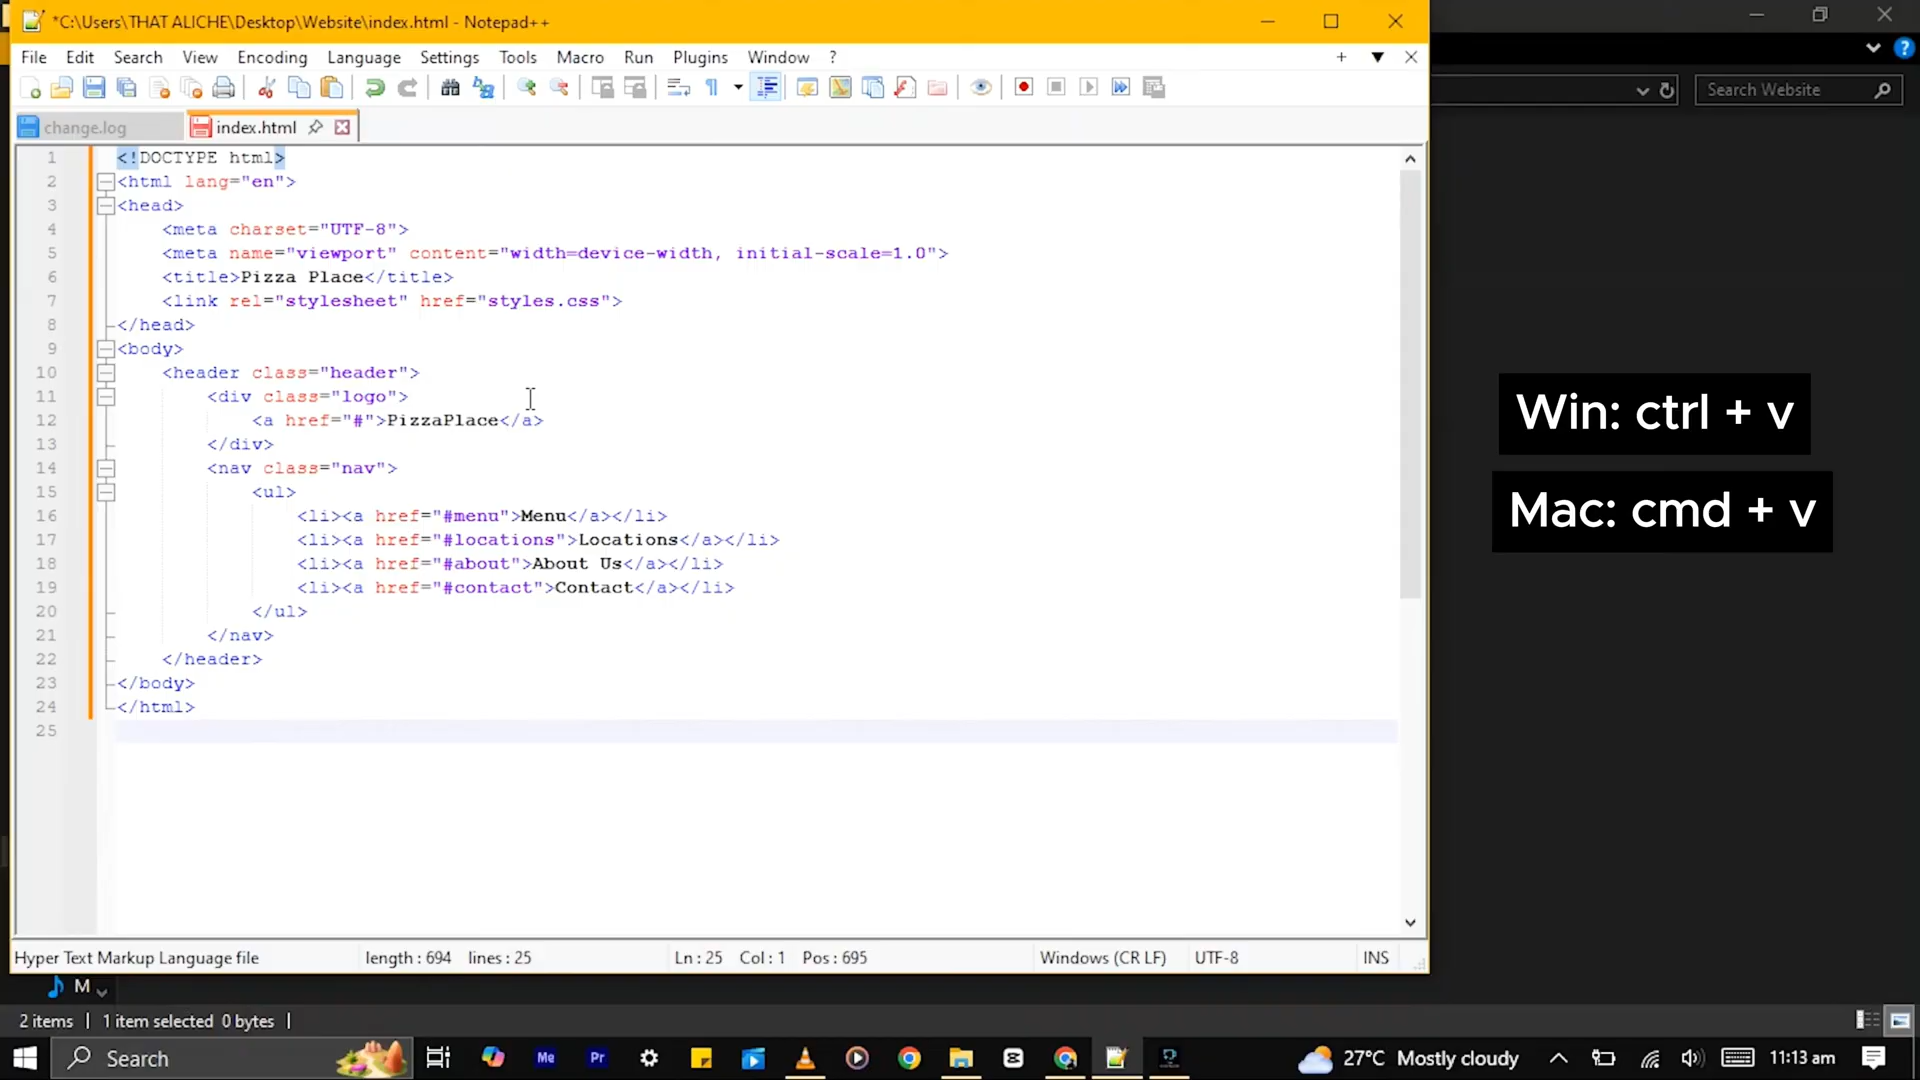 *C:\Users\THAT ALICHE\Desktop\Website\index.html - Notepad++
File Edit Search View Encoding Language Settings Tools Macro Run Plugins Window ?
Search Website
change.log index.html
1 <!DOCTYPE html>
2 <html lang="en">
3 <head>
4 <meta charset="UTF-8">
5 <meta name="viewport" content="width=device-width, initial-scale=1.0">
6 <title>Pizza Place</title>
7 <link rel="stylesheet" href="styles.css">
8 </head>
9 <body>
10 <header class="header">
11 <div class="logo">
12 <a href="#">PizzaPlace</a>
13 </div>
14 <nav class="nav">
15 <ul>
16 <li><a href="#menu">Menu</a></li>
17 <li><a href="#locations">Locations</a></li>
18 <li><a href="#about">About Us</a></li>
19 <li><a href="#contact">Contact</a></li>
20 </ul>
21 </nav>
22 </header>
23 </body>
24 </html>
25
Win: ctrl + v
Mac: cmd + v
Hyper Text Markup Language file length : 694 lines : 25 Ln : 25 Col : 1 Pos : 695 Windows (CR LF) UTF-8 INS
M
2 items 1 item selected 0 bytes
Search Me Pr 27°C Mostly cloudy 11:13 am